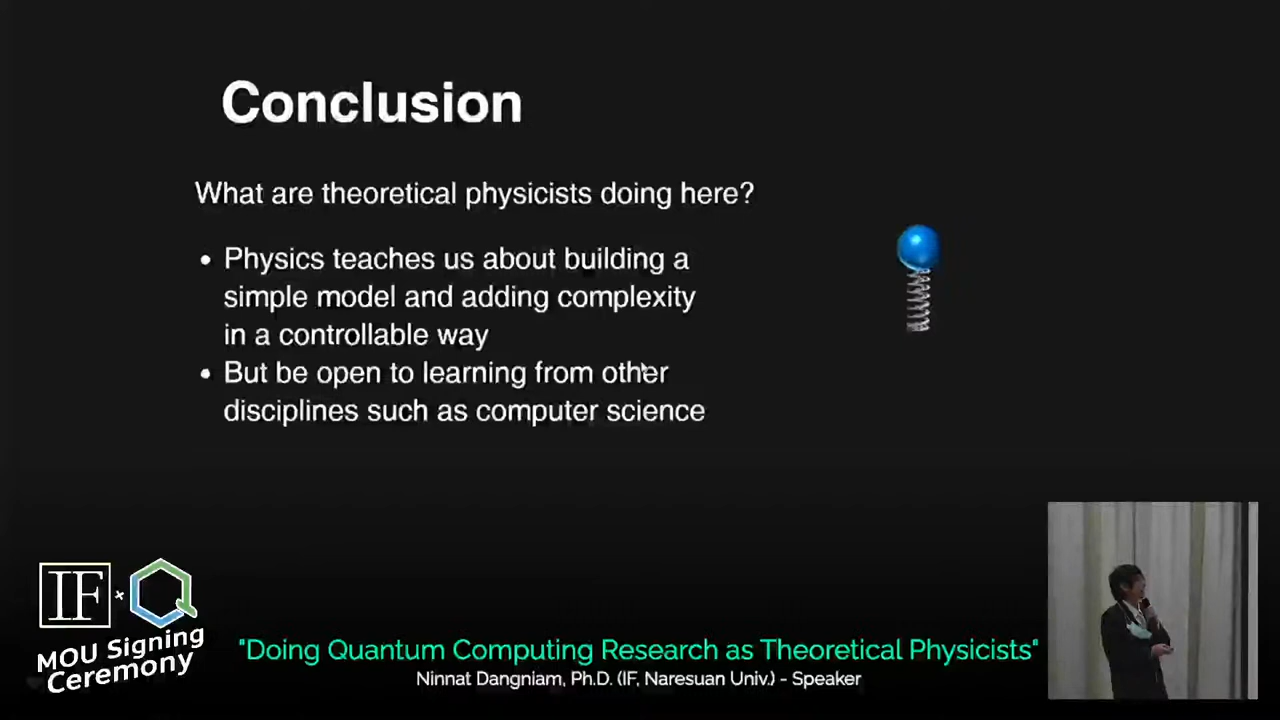 Conclusion
What are theoretical physicists doing here?
• Physics teaches us about building a
simple model and adding complexity
in a controllable way
• But be open to learning from other
disciplines such as computer science
IF × Q
MOU Signing
Ceremony
"Doing Quantum Computing Research as Theoretical Physicists"
Ninnat Dangniam, Ph.D. (IF, Naresuan Univ.) - Speaker